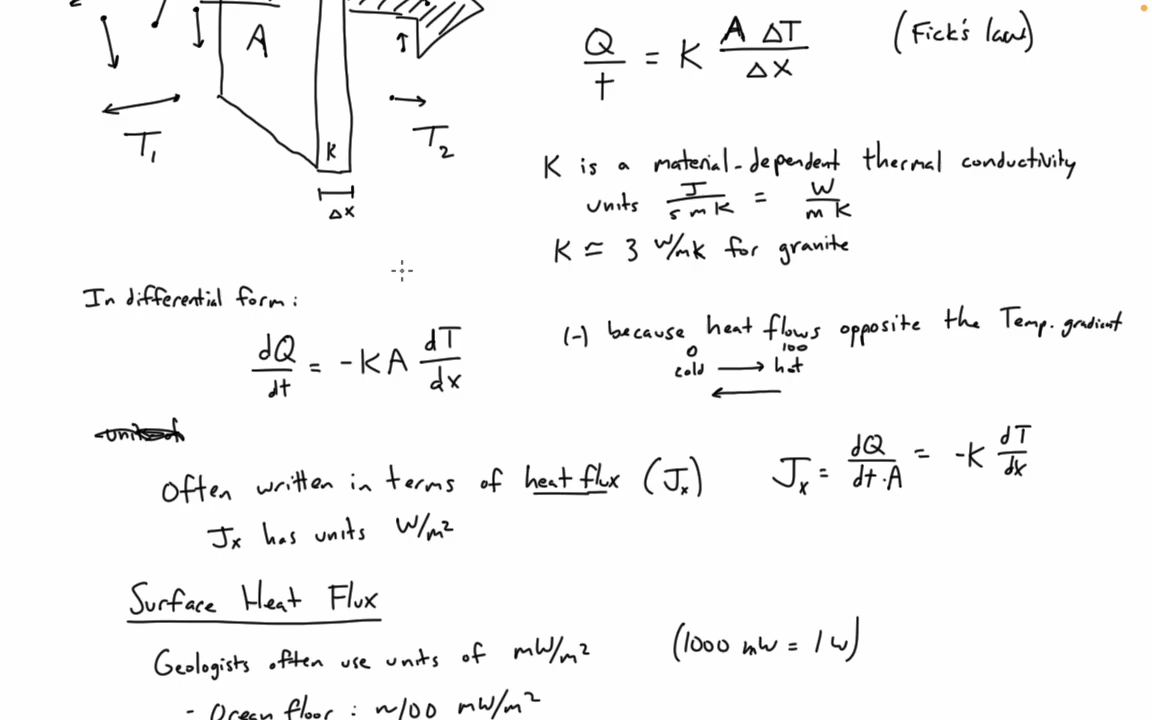 A
T₁
T₂
K
Δx
Q/t = K A ΔT/Δx (Fick's law)
K is a material-dependent thermal conductivity
units J/s m K = W/m K
K ≃ 3 W/mK for granite
In differential form:
dQ/dt = -KA dT/dx
(-) because heat flows opposite the Temp. gradient
0 100
cold → hot
←
Often written in terms of heat flux (Jₓ) Jₓ = dQ/dt·A = -K dT/dx
Jₓ has units W/m²
Surface Heat Flux
Geologists often use units of mW/m² (1000 mW = 1 W)
- Ocean floor: ~100 mW/m²